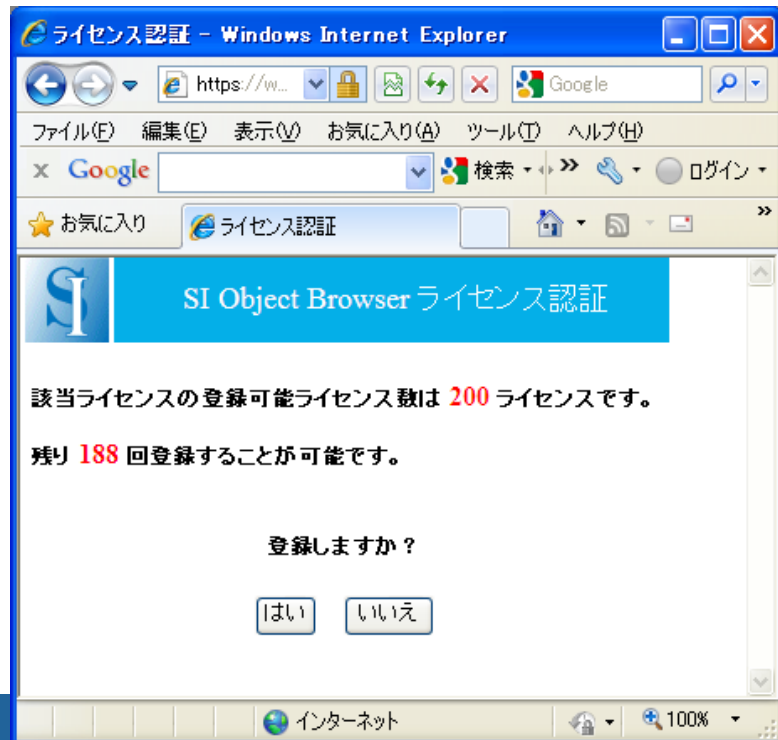 ライセンス認証 - Windows Internet Explorer
https://w... Google
ファイル(F) 編集(E) 表示(V) お気に入り(A) ツール(T) ヘルプ(H)
x Google 検索 ログイン
お気に入り ライセンス認証
SI SI Object Browser ライセンス認証
該当ライセンスの登録可能ライセンス数は 200 ライセンスです。
残り 188 回登録することが可能です。
登録しますか？
はい いいえ
インターネット 100%